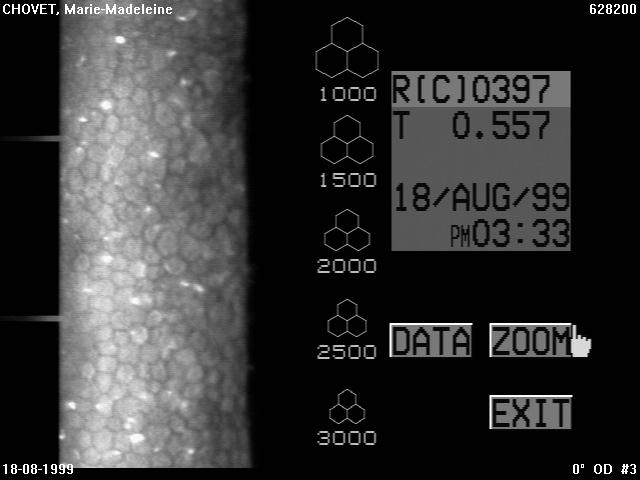 CHOVET, Marie-Madeleine
628200
1000
1500
2000
2500
3000
R[C]0397
T 0.557
18/AUG/99
PM03:33
DATA ZOOM
EXIT
18-08-1999
0° OD #3